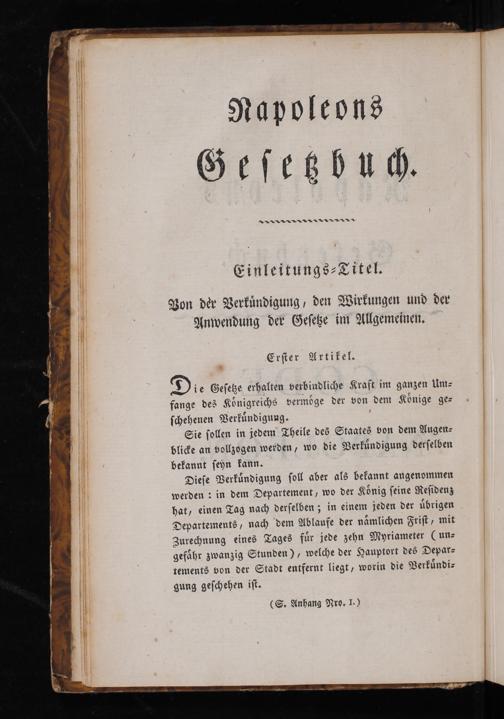 Napoleons
Gesetzbuch.
Einleitungs-Titel.
Von der Verkündigung, den Wirkungen und der
Anwendung der Gesetze im Allgemeinen.
Erster Artikel.
Die Gesetze erhalten verbindliche Kraft im ganzen Um-
fange des Königreichs vermöge der von dem Könige ge-
schehenen Verkündigung.
Sie sollen in jedem Theile des Staates von dem Augen-
blicke an vollzogen werden, wo die Verkündigung derselben
bekannt seyn kann.
Diese Verkündigung soll aber als bekannt angenommen
werden: in dem Departement, wo der König seine Residenz
hat, einen Tag nach derselben; in einem jeden der übrigen
Departements, nach dem Ablaufe der nämlichen Frist, mit
Zurechnung eines Tages für jede zehn Myriameter (un-
gefähr zwanzig Stunden), welche der Hauptort des Depar-
tements von der Stadt entfernt liegt, worin die Verkündi-
gung geschehen ist.
(S. Anhang Nro. I.)